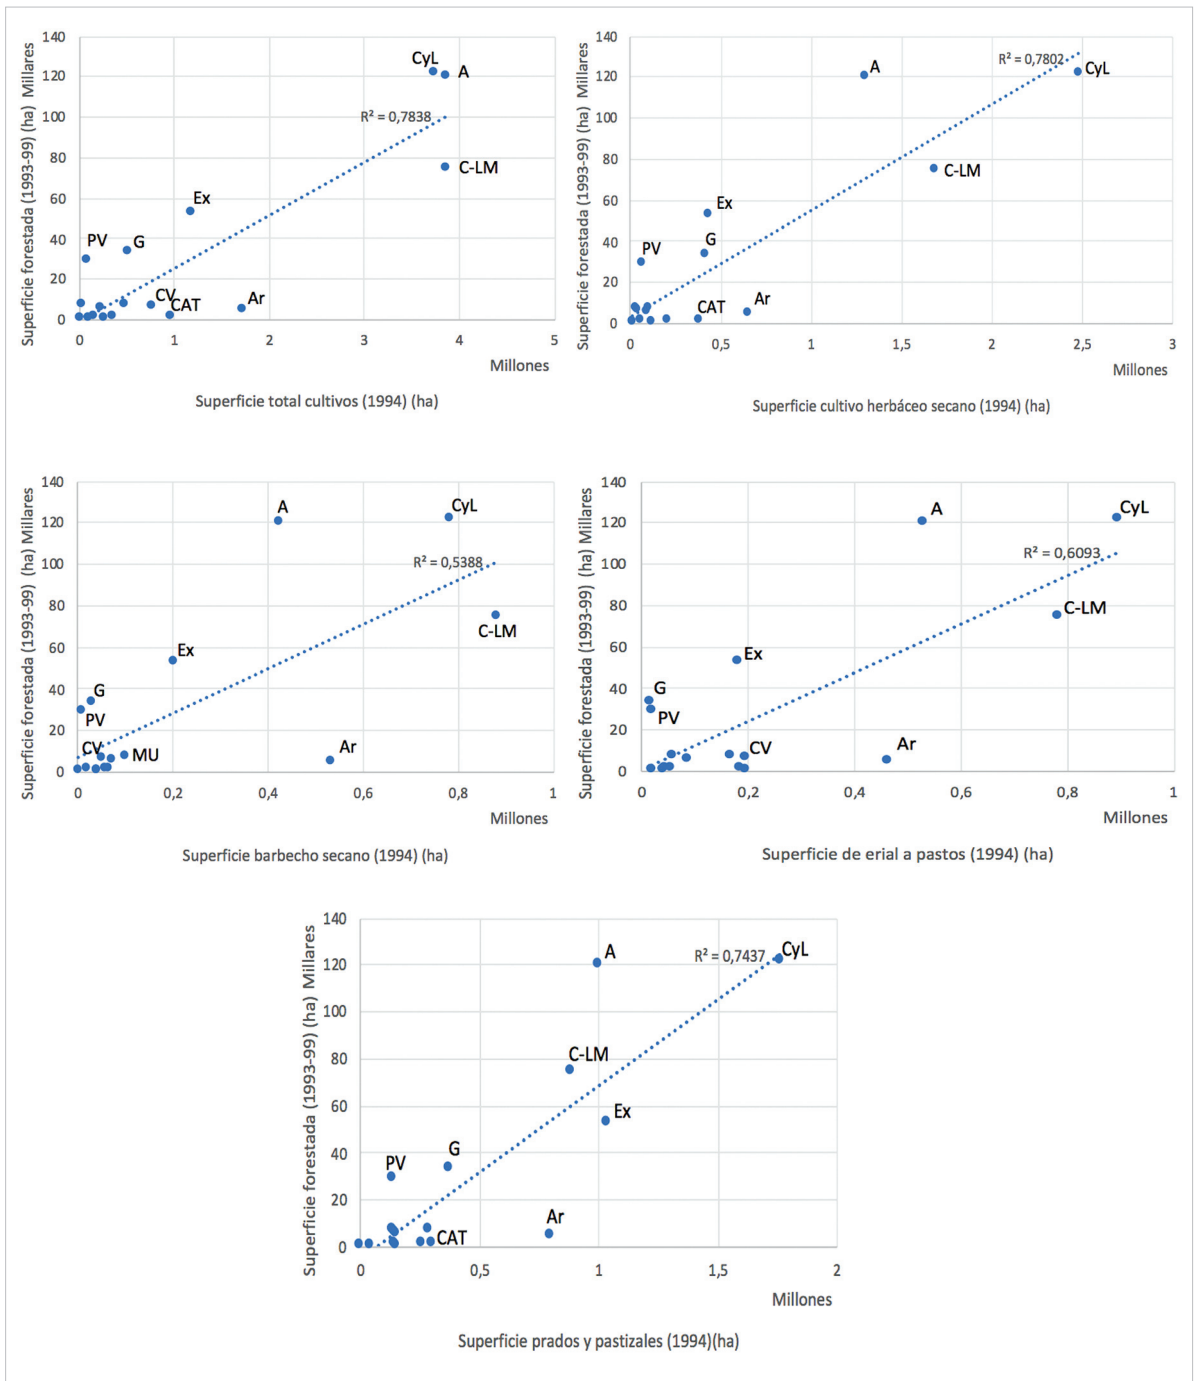 Superficie forestada (1993-99) (ha) Millares
140
120
100
80
60
40
20
0
CyL
A
R² = 0,7838
C-LM
Ex
PV
G
CV
CAT
Ar
0
1
2
3
4
5
Millones
Superficie total cultivos (1994) (ha)
Superficie forestada (1993-99) (ha) Millares
140
120
100
80
60
40
20
0
R² = 0,7802
A
CyL
C-LM
Ex
G
PV
CAT
Ar
0
0,5
1
1,5
2
2,5
3
Millones
Superficie cultivo herbáceo secano (1994) (ha)
Superficie forestada (1993-99) (ha) Millares
140
120
100
80
60
40
20
0
A
CyL
R² = 0,5388
C-LM
Ex
G
PV
CV
MU
Ar
0
0,2
0,4
0,6
0,8
1
Millones
Superficie barbecho secano (1994) (ha)
Superficie forestada (1993-99) (ha) Millares
140
120
100
80
60
40
20
0
A
CyL
R² = 0,6093
C-LM
Ex
G
PV
CV
Ar
0
0,2
0,4
0,6
0,8
1
Millones
Superficie de erial a pastos (1994) (ha)
Superficie forestada (1993-99) (ha) Millares
140
120
100
80
60
40
20
0
A
R² = 0,7437
CyL
C-LM
Ex
G
PV
Ar
CAT
0
0,5
1
1,5
2
Millones
Superficie prados y pastizales (1994)(ha)